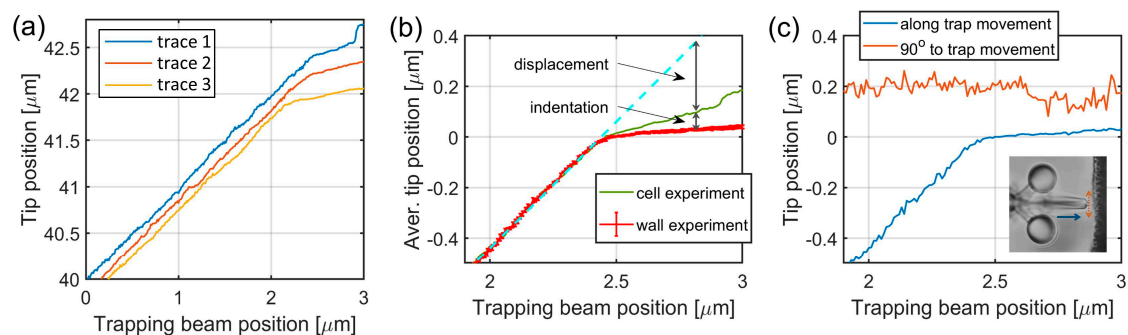 (a)
Tip position [μm]
42.5
42
41.5
41
40.5
40
trace 1
trace 2
trace 3
0
1
2
3
Trapping beam position [μm]
(b)
Aver. tip position [μm]
0.4
0.2
0
-0.2
-0.4
displacement
indentation
cell experiment
wall experiment
2
2.5
3
Trapping beam position [μm]
(c)
along trap movement
90° to trap movement
Tip position [μm]
0.4
0.2
0
-0.2
-0.4
2
2.5
3
Trapping beam position [μm]